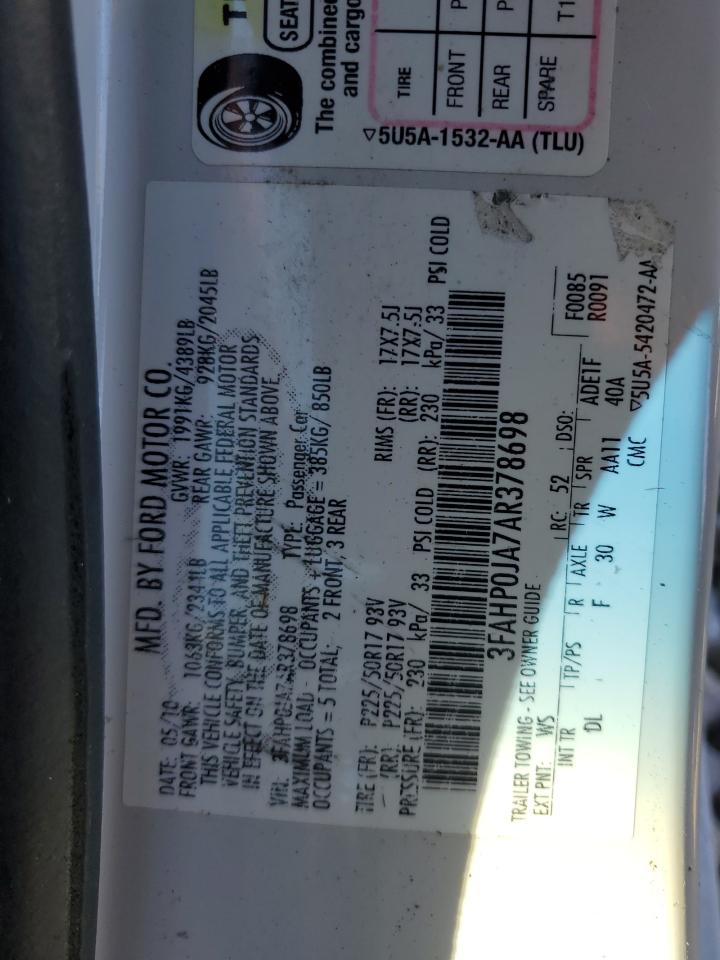 SEAT
The combined
and cargo
TIRE
FRONT P
REAR P
SPARE T1
▽5U5A-1532-AA (TLU)
MFD. BY FORD MOTOR CO.
DATE: 05/10 GVWR: 1991KG/4389LB
FRONT GAWR: 1063KG/2344LB REAR GAWR: 928KG/2045LB
THIS VEHICLE CONFORMS TO ALL APPLICABLE FEDERAL MOTOR
VEHICLE SAFETY, BUMPER, AND THEFT PREVENTION STANDARDS
IN EFFECT ON THE DATE OF MANUFACTURE SHOWN ABOVE
VIN: 3FAHP0JA7AR378698 TYPE: Passenger Car
MAXIMUM LOAD - OCCUPANTS + LUGGAGE = 385KG/ 850LB
OCCUPANTS = 5 TOTAL; 2 FRONT, 3 REAR
TIRE (FR): P225/50R17 93V RIMS (FR): 17X7.5J
(RR): P225/50R17 93V (RR): 17X7.5J
PRESSURE (FR): 230 kPa/ 33 PSI COLD (RR): 230 kPa/ 33 PSI COLD
3FAHP0JA7AR378698
TRAILER TOWING - SEE OWNER GUIDE
EXT PNT: WS RC: 52 DSO: F0085
R0091
INT TR TP/PS R AXLE TR SPR ADE1F
DL F 30 W AA11 40A
CMC ▽5U5A-5420472-AA